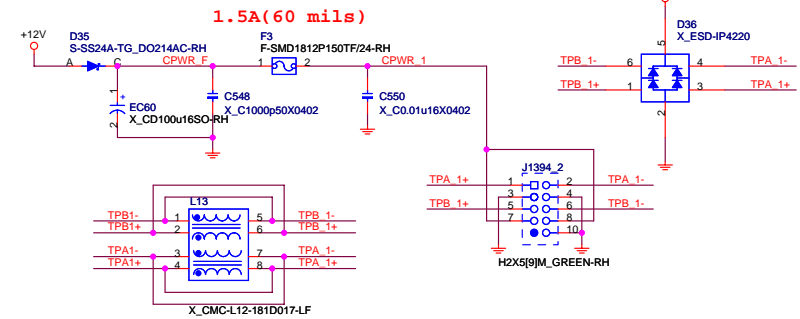 1.5A(60 mils)
+12V
D35
S-SS24A-TG_DO214AC-RH
A
C
CPWR_F
F3
F-SMD1812P150TF/24-RH
1
2
CPWR_1
D36
X_ESD-IP4220
5
TPB_1-
6
4
TPA_1-
TPB_1+
1
3
TPA_1+
2
1
+
EC60
X_CD100u16SO-RH
2
C548
X_C1000p50X0402
C550
X_C0.01u16X0402
J1394_2
TPA_1+
1
2
TPA_1-
3
4
TPB_1+
5
6
TPB_1-
7
8
10
H2X5[9]M_GREEN-RH
L13
TPB1-
1
5
TPB_1-
TPB1+
2
6
TPB_1+
TPA1-
3
7
TPA_1-
TPA1+
4
8
TPA_1+
X_CMC-L12-181D017-LF